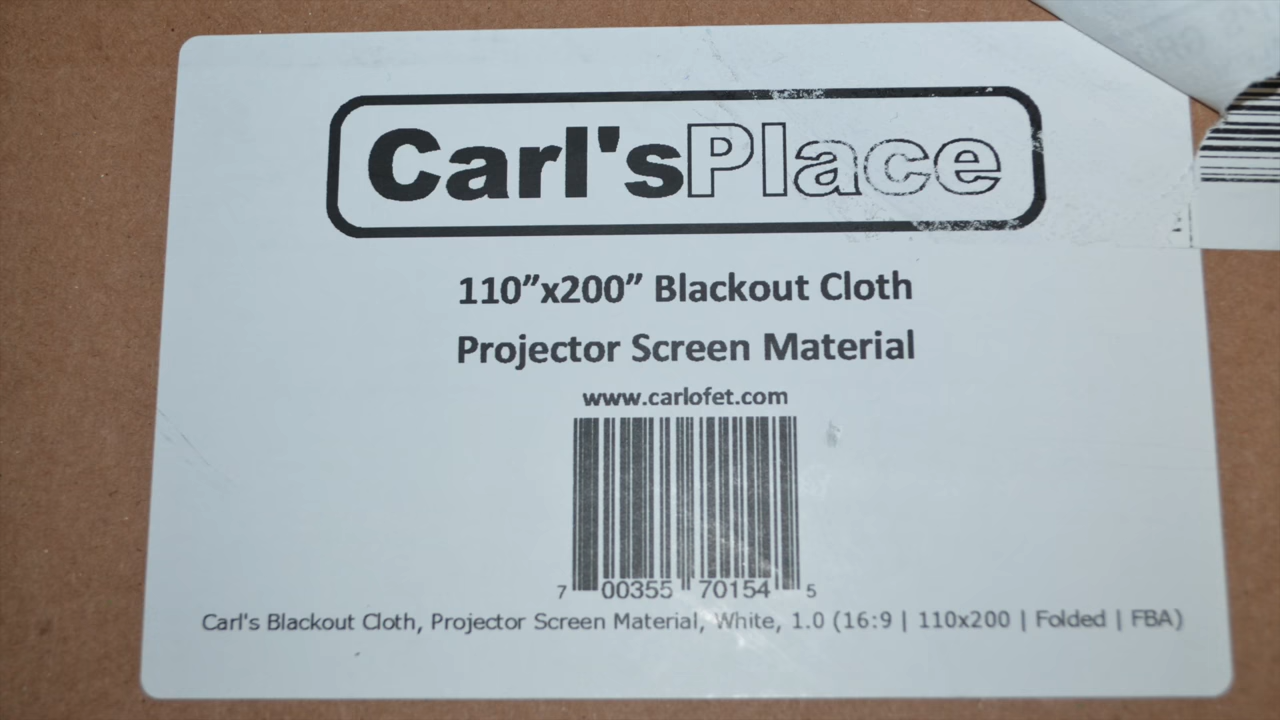 Carl'sPlace
110”x200” Blackout Cloth
Projector Screen Material
www.carlofet.com
7 00355 70154 5
Carl's Blackout Cloth, Projector Screen Material, White, 1.0 (16:9 | 110x200 | Folded | FBA)